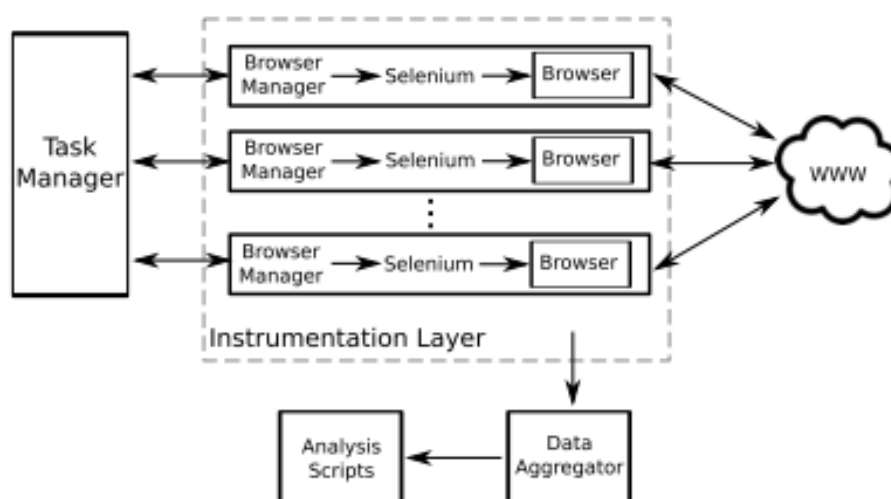 Task
Manager
Browser
Manager
Selenium
Browser
Browser
Manager
Selenium
Browser
Browser
Manager
Selenium
Browser
WWW
Instrumentation Layer
Analysis
Scripts
Data
Aggregator